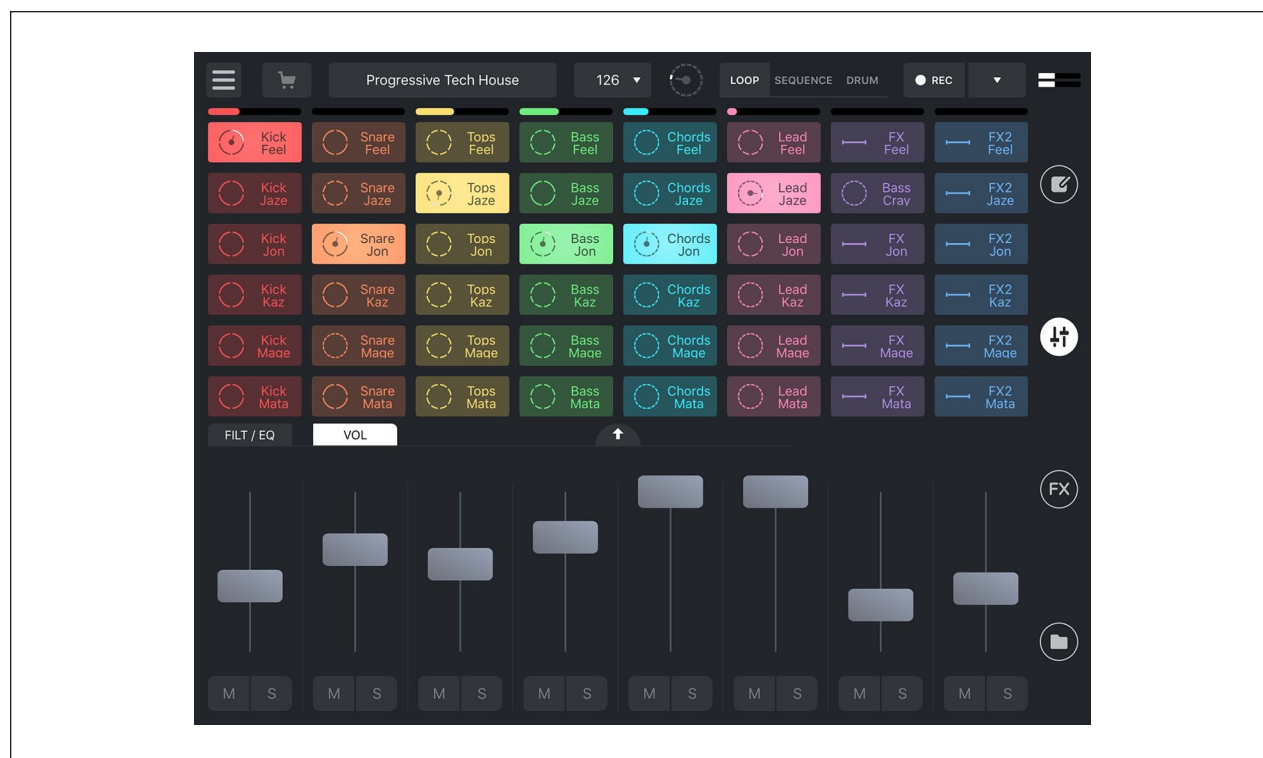 Progressive Tech House 126 LOOP SEQUENCE DRUM REC
Kick Snare Tops Bass Chords Lead FX FX2
Feel Feel Feel Feel Feel Feel Feel Feel
Kick Snare Tops Bass Chords Lead Bass FX2
Jaze Jaze Jaze Jaze Jaze Jaze Crav Jaze
Kick Snare Tops Bass Chords Lead FX FX2
Jon Jon Jon Jon Jon Jon Jon Jon
Kick Snare Tops Bass Chords Lead FX FX2
Kaz Kaz Kaz Kaz Kaz Kaz Kaz Kaz
Kick Snare Tops Bass Chords Lead FX FX2
Mage Mage Mage Mage Mage Mage Mage Mage
Kick Snare Tops Bass Chords Lead FX FX2
Mata Mata Mata Mata Mata Mata Mata Mata
FILT / EQ VOL
FX
M S M S M S M S M S M S M S M S